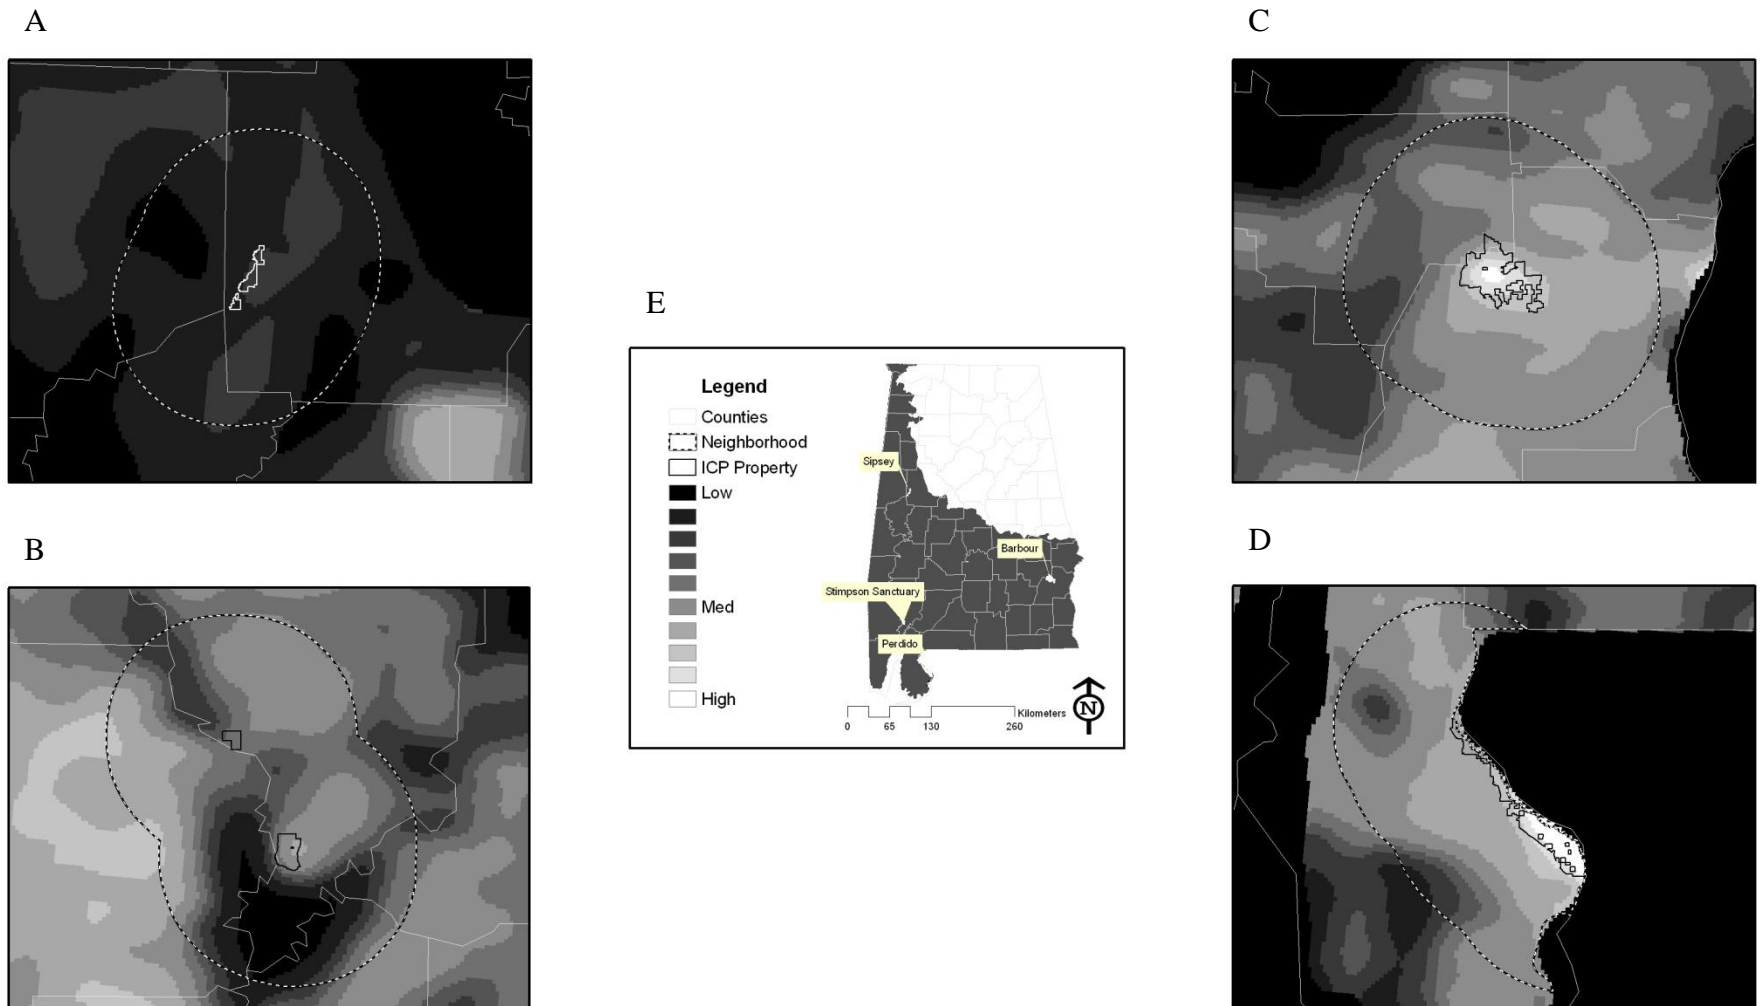 A
C
E
Legend
Counties
Neighborhood
ICP Property
Low
Med
High
Sipsey
Barbour
Stimpson Sanctuary
Perdido
Kilometers
0 65 130 260
N
B
D